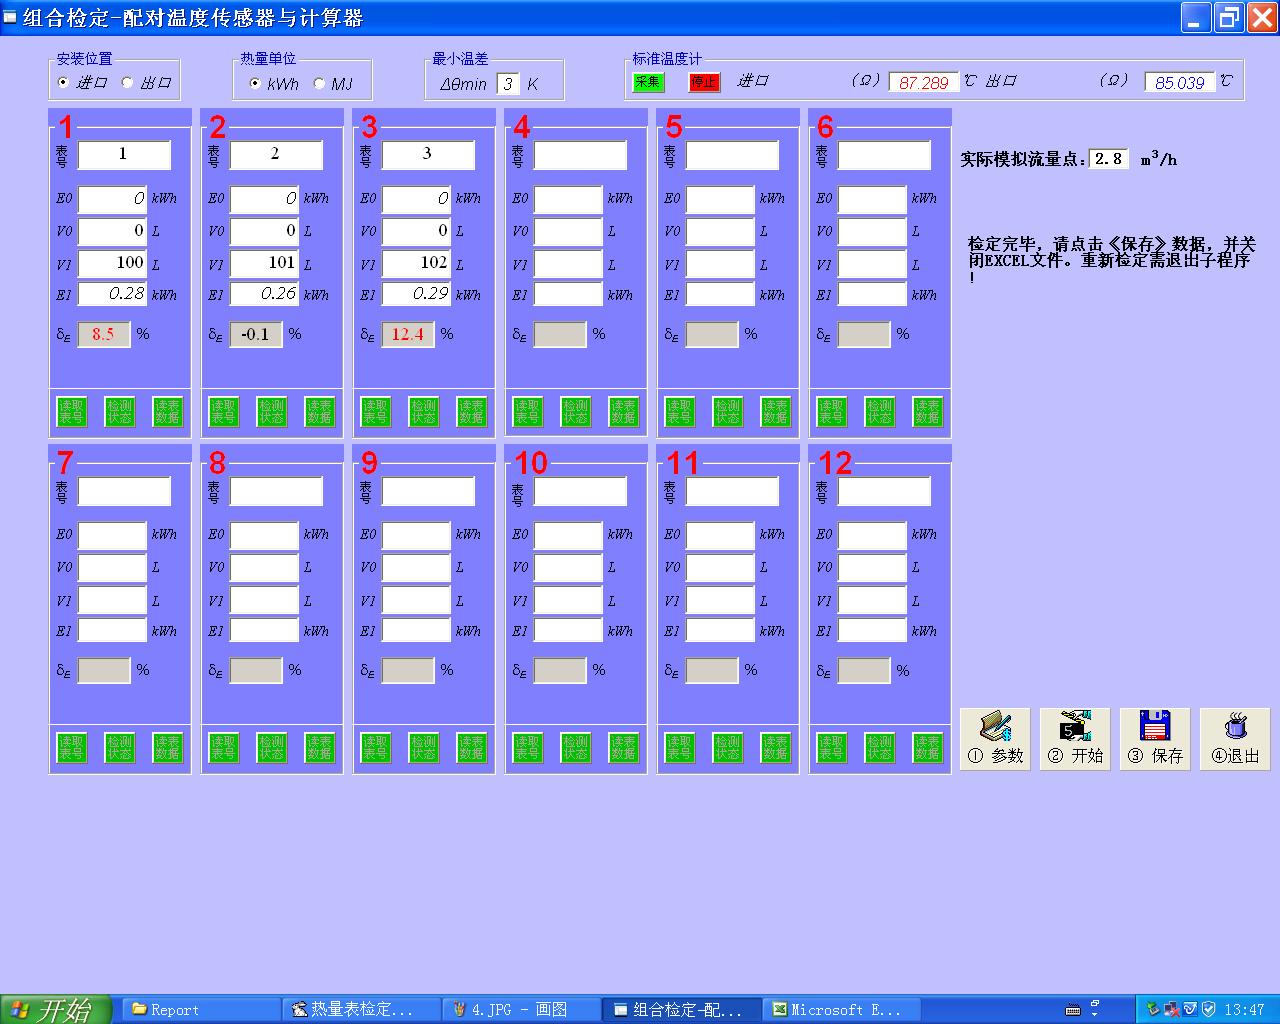 组合检定-配对温度传感器与计算器
安装位置
进口 出口
热量单位
kWh MJ
最小温差
Δθmin 3 K
标准温度计
采集 停止 进口 (Ω) 87.289 ℃ 出口 (Ω) 85.039 ℃
1 2 3 4 5 6
表号 1 表号 2 表号 3 表号 表号 表号
E0 0 kWh E0 0 kWh E0 0 kWh E0 kWh E0 kWh E0 kWh
V0 0 L V0 0 L V0 0 L V0 L V0 L V0 L
V1 100 L V1 101 L V1 102 L V1 L V1 L V1 L
E1 0.28 kWh E1 0.26 kWh E1 0.29 kWh E1 kWh E1 kWh E1 kWh
δE 8.5 % δE -0.1 % δE 12.4 % δE % δE % δE %
读取表号 检测状态 读表数据 读取表号 检测状态 读表数据 读取表号 检测状态 读表数据 读取表号 检测状态 读表数据 读取表号 检测状态 读表数据 读取表号 检测状态 读表数据
实际模拟流量点: 2.8 m³/h
检定完毕，请点击《保存》数据，并关
闭EXCEL文件。重新检定需退出子程序
!
7 8 9 10 11 12
表号 表号 表号 表号 表号 表号
E0 kWh E0 kWh E0 kWh E0 kWh E0 kWh E0 kWh
V0 L V0 L V0 L V0 L V0 L V0 L
V1 L V1 L V1 L V1 L V1 L V1 L
E1 kWh E1 kWh E1 kWh E1 kWh E1 kWh E1 kWh
δE % δE % δE % δE % δE % δE %
读取表号 检测状态 读表数据 读取表号 检测状态 读表数据 读取表号 检测状态 读表数据 读取表号 检测状态 读表数据 读取表号 检测状态 读表数据 读取表号 检测状态 读表数据
① 参数 ② 开始 ③ 保存 ④退出
开始 Report 热量表检定... 4.JPG - 画图 组合检定-配... Microsoft E... 13:47